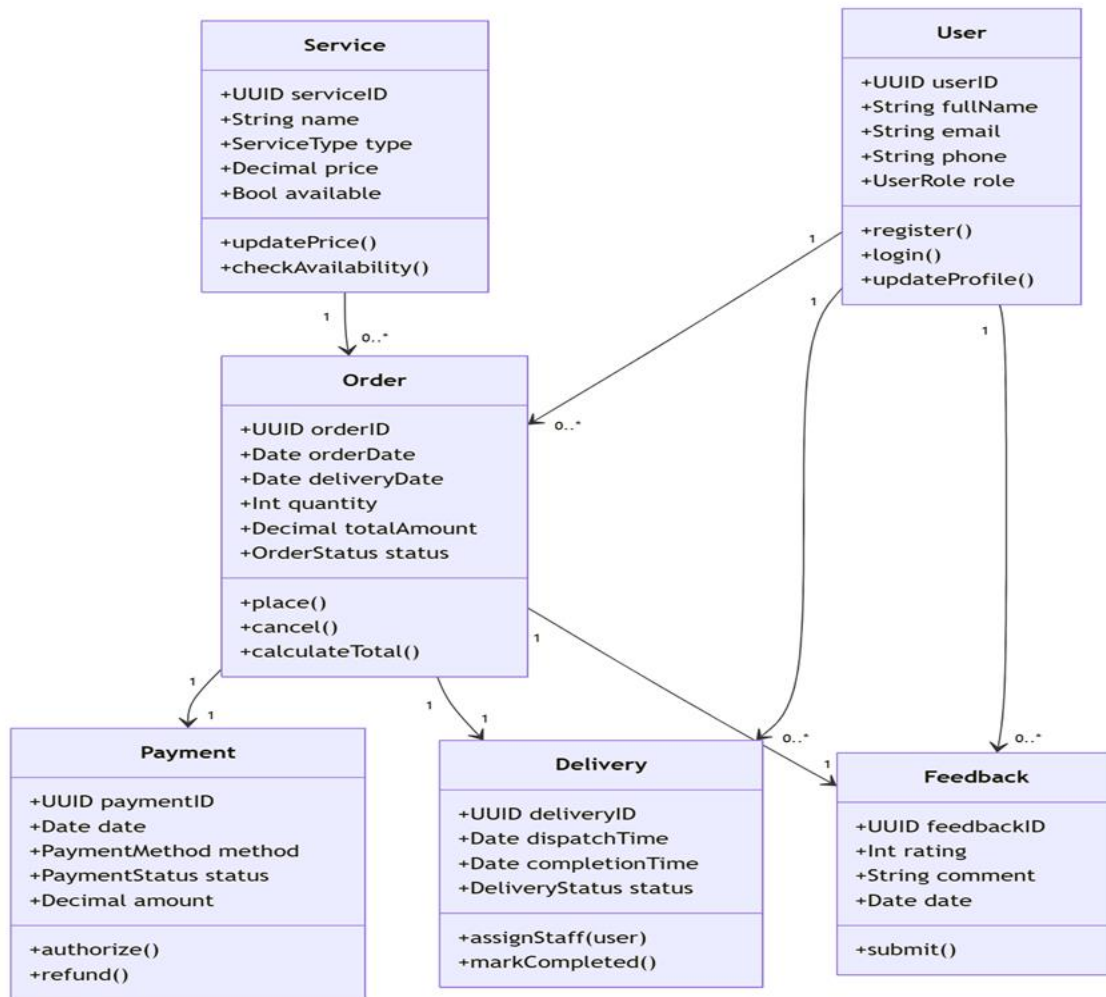 Service
+UUID serviceID
+String name
+ServiceType type
+Decimal price
+Bool available
+updatePrice()
+checkAvailability()
User
+UUID userID
+String fullName
+String email
+String phone
+UserRole role
+register()
+login()
+updateProfile()
1
0..*
1
0..*
1
0..*
1
0..*
Order
+UUID orderID
+Date orderDate
+Date deliveryDate
+Int quantity
+Decimal totalAmount
+OrderStatus status
+place()
+cancel()
+calculateTotal()
1
1
1
1
1
1
Payment
+UUID paymentID
+Date date
+PaymentMethod method
+PaymentStatus status
+Decimal amount
+authorize()
+refund()
Delivery
+UUID deliveryID
+Date dispatchTime
+Date completionTime
+DeliveryStatus status
+assignStaff(user)
+markCompleted()
Feedback
+UUID feedbackID
+Int rating
+String comment
+Date date
+submit()